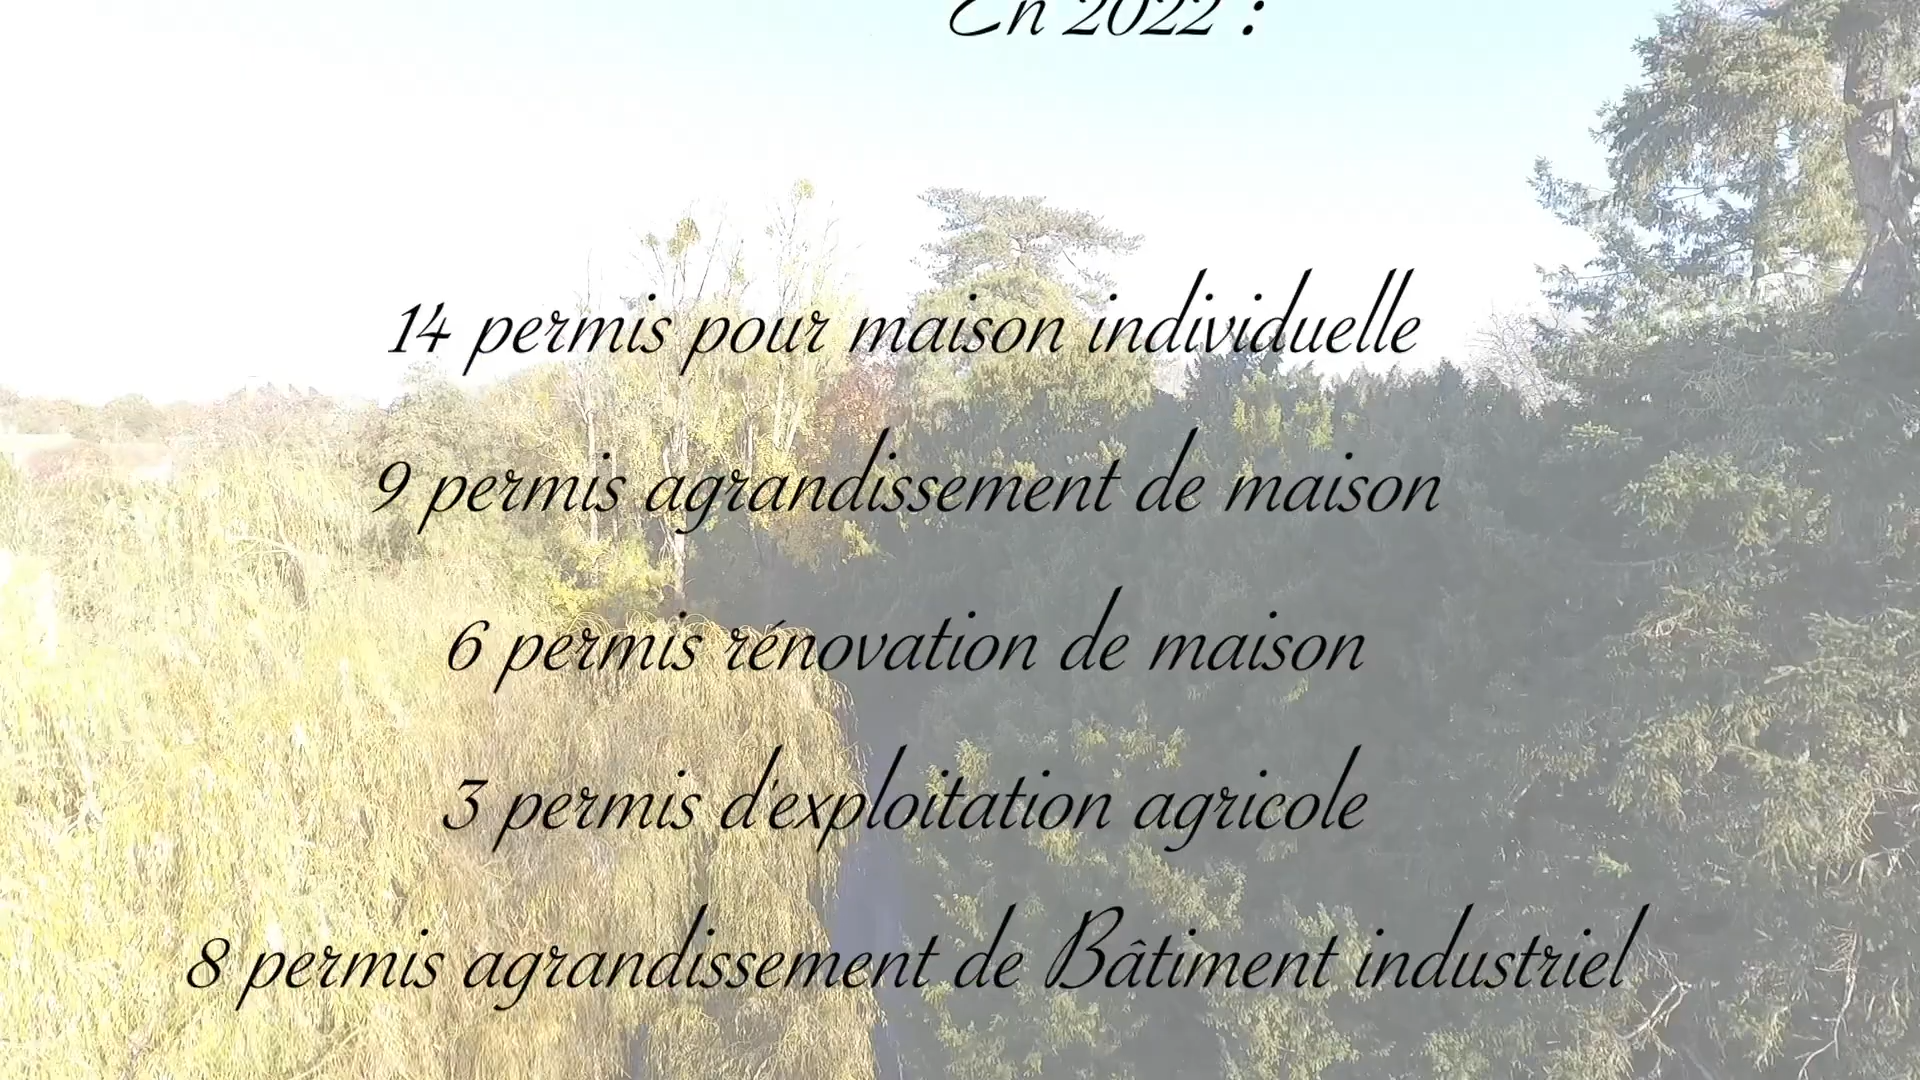 En 2022 :
14 permis pour maison individuelle
9 permis agrandissement de maison
6 permis rénovation de maison
3 permis d'exploitation agricole
8 permis agrandissement de Bâtiment industriel